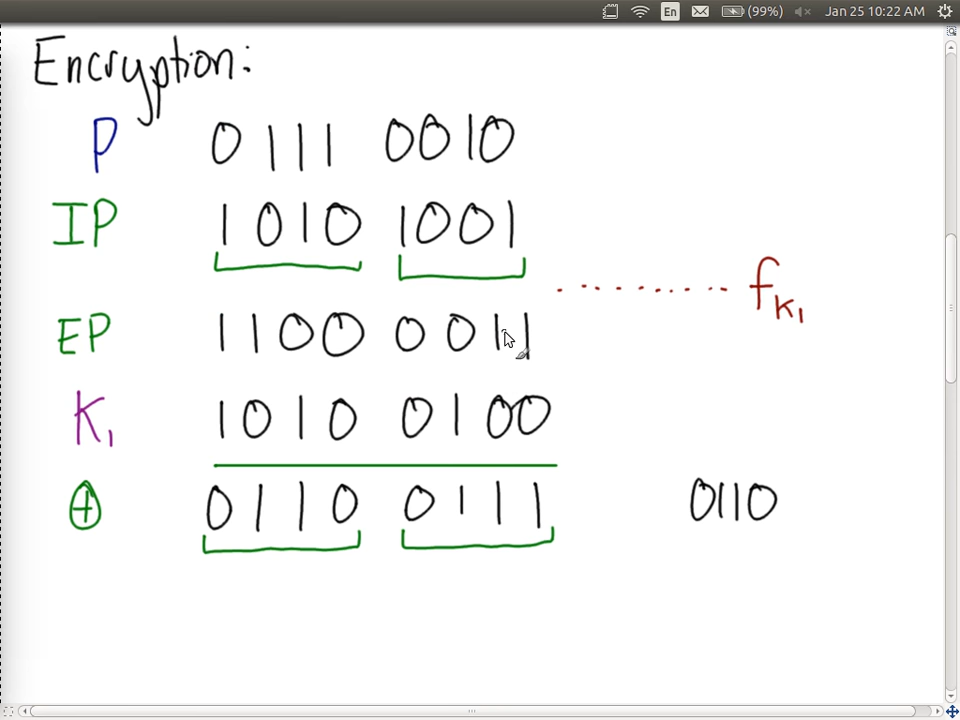 En (99%) Jan 25 10:22 AM
Encryption:
P 0111 0010
IP 1010 1001
f K1
EP 1100 0011
K1 1010 0100
⊕ 0110 0111 0110